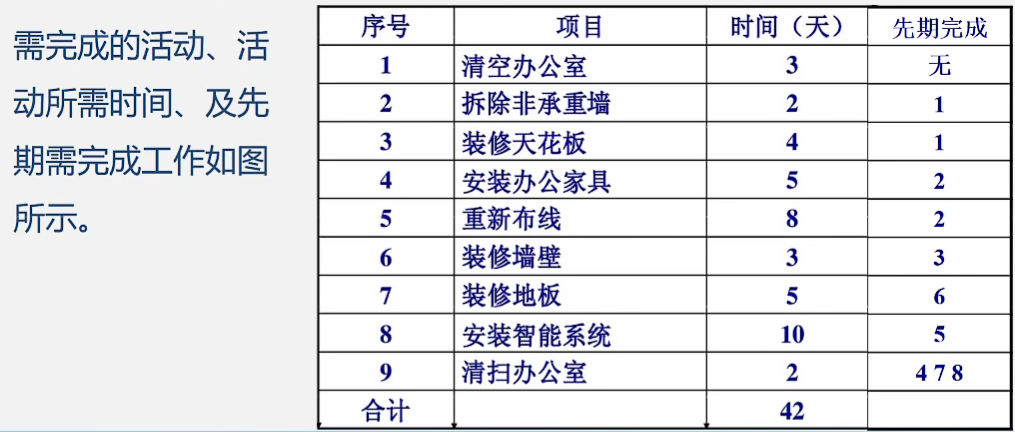 需完成的活动、活
动所需时间、及先
期需完成工作如图
所示。
序号 项目 时间（天） 先期完成
1 清空办公室 3 无
2 拆除非承重墙 2 1
3 装修天花板 4 1
4 安装办公家具 5 2
5 重新布线 8 2
6 装修墙壁 3 3
7 装修地板 5 6
8 安装智能系统 10 5
9 清扫办公室 2 4 7 8
合计 42